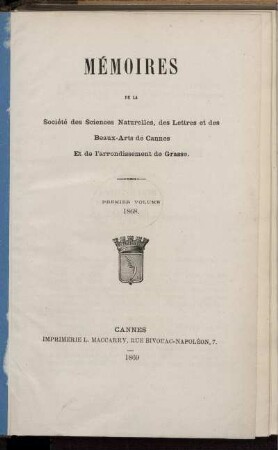 MÉMOIRES
DE LA
Société des Sciences Naturelles, des Lettres et des
Beaux-Arts de Cannes
Et de l'arrondissement de Grasse.
PREMIER VOLUME
1868.
CANNES
IMPRIMERIE L. MACCARRY, RUE BIVOUAC-NAPOLÉON, 7.
1869